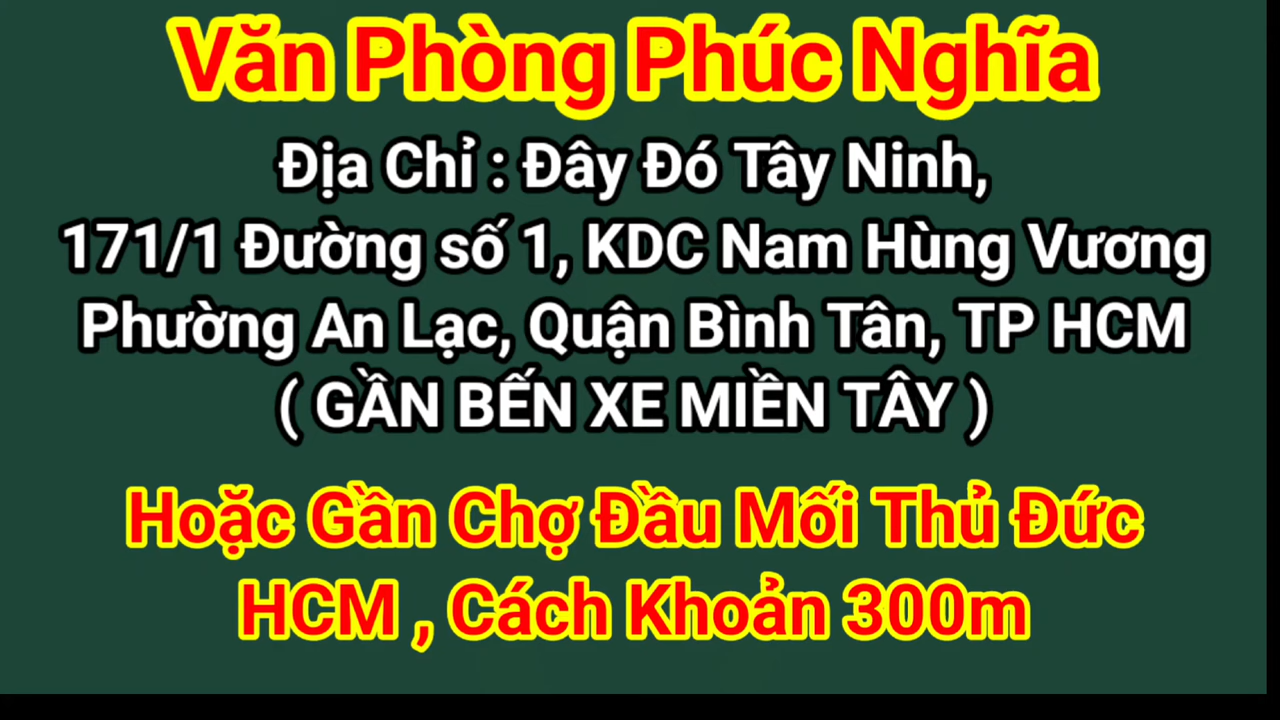 Văn Phòng Phúc Nghĩa
Địa Chỉ : Đây Đó Tây Ninh,
171/1 Đường số 1, KDC Nam Hùng Vương
Phường An Lạc, Quận Bình Tân, TP HCM
( GẦN BẾN XE MIỀN TÂY )
Hoặc Gần Chợ Đầu Mối Thủ Đức
HCM , Cách Khoản 300m